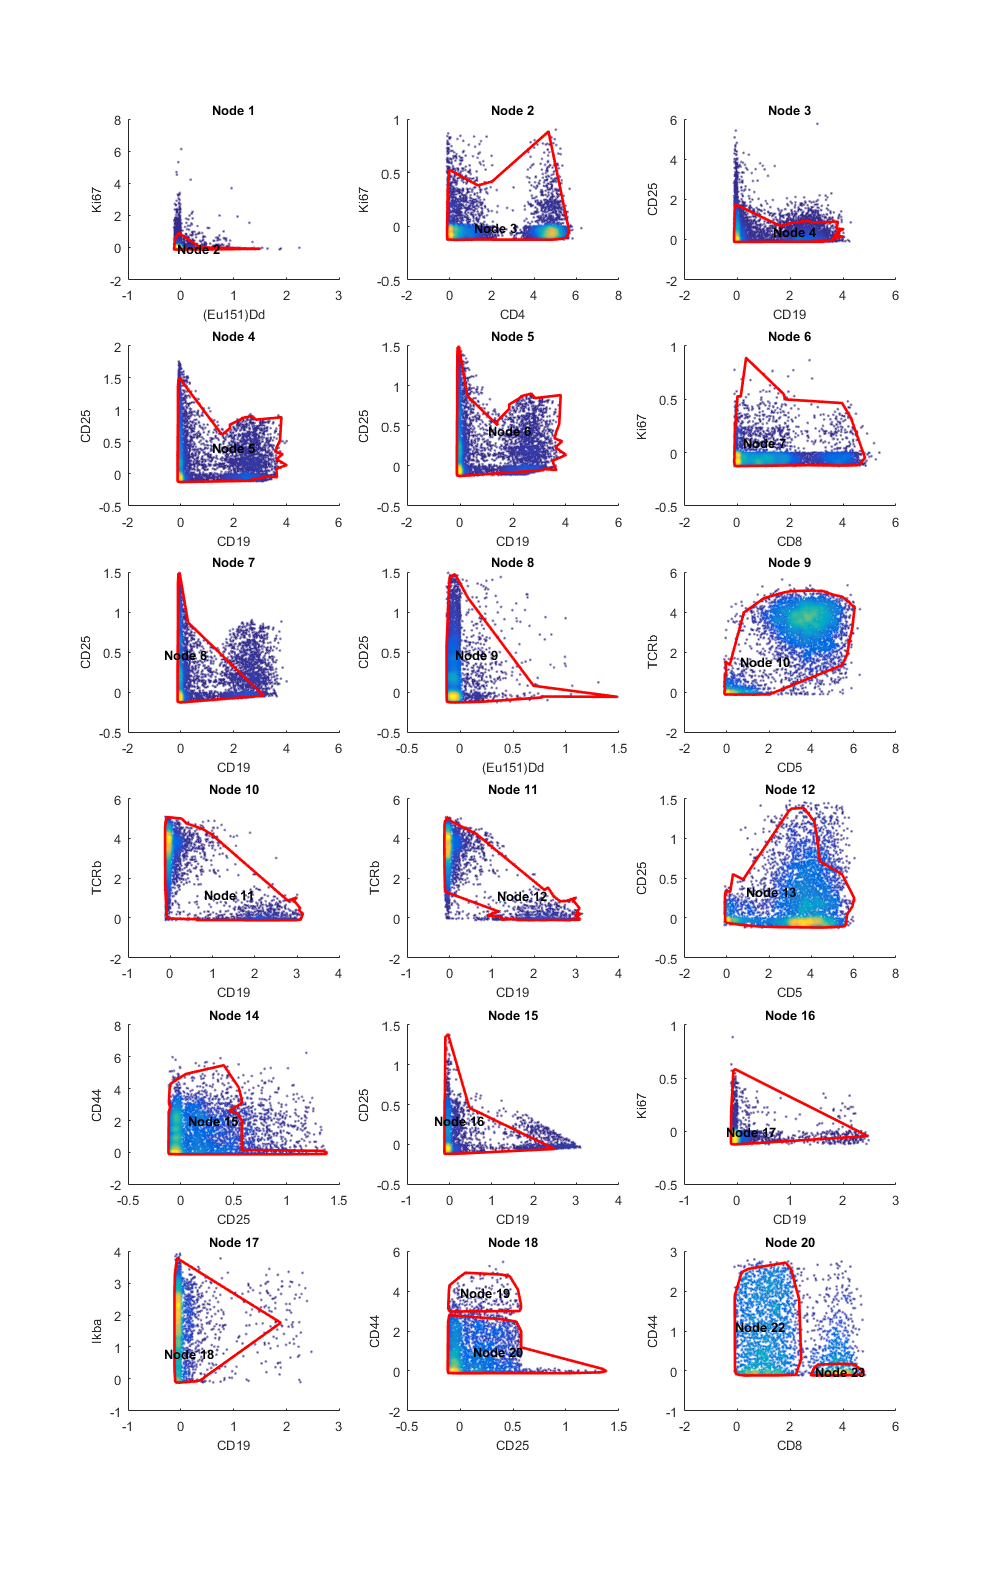 Node 1
Node 2
Node 3
8
6
4
2
0
-2
Ki67
Node 2
-1
0
1
2
3
(Eu151)Dd
1
0.5
0
-0.5
Ki67
Node 3
-2
0
2
4
6
8
CD4
6
4
2
0
-2
CD25
Node 4
-2
0
2
4
6
CD19
Node 4
Node 5
Node 6
2
1.5
1
0.5
0
-0.5
CD25
Node 5
-2
0
2
4
6
CD19
1.5
1
0.5
0
-0.5
CD25
Node 6
-2
0
2
4
6
CD19
1
0.5
0
-0.5
Ki67
Node 7
-2
0
2
4
6
CD8
Node 7
Node 8
Node 9
1.5
1
0.5
0
-0.5
CD25
Node 8
-2
0
2
4
6
CD19
1.5
1
0.5
0
-0.5
CD25
Node 9
-0.5
0
0.5
1
1.5
(Eu151)Dd
6
4
2
0
-2
TCRb
Node 10
-2
0
2
4
6
8
CD5
Node 10
Node 11
Node 12
6
4
2
0
-2
TCRb
Node 11
-1
0
1
2
3
4
CD19
6
4
2
0
-2
TCRb
Node 12
-1
0
1
2
3
4
CD19
1.5
1
0.5
0
-0.5
CD25
Node 13
-2
0
2
4
6
8
CD5
Node 14
Node 15
Node 16
8
6
4
2
0
-2
CD44
Node 15
-0.5
0
0.5
1
1.5
CD25
1.5
1
0.5
0
-0.5
CD25
Node 16
-1
0
1
2
3
4
CD19
1
0.5
0
-0.5
Ki67
Node 17
-1
0
1
2
3
CD19
Node 17
Node 18
Node 20
4
3
2
1
0
-1
Ikba
Node 18
-1
0
1
2
3
CD19
6
4
2
0
-2
CD44
Node 19
Node 20
-0.5
0
0.5
1
1.5
CD25
3
2
1
0
-1
CD44
Node 22
Node 23
-2
0
2
4
6
CD8